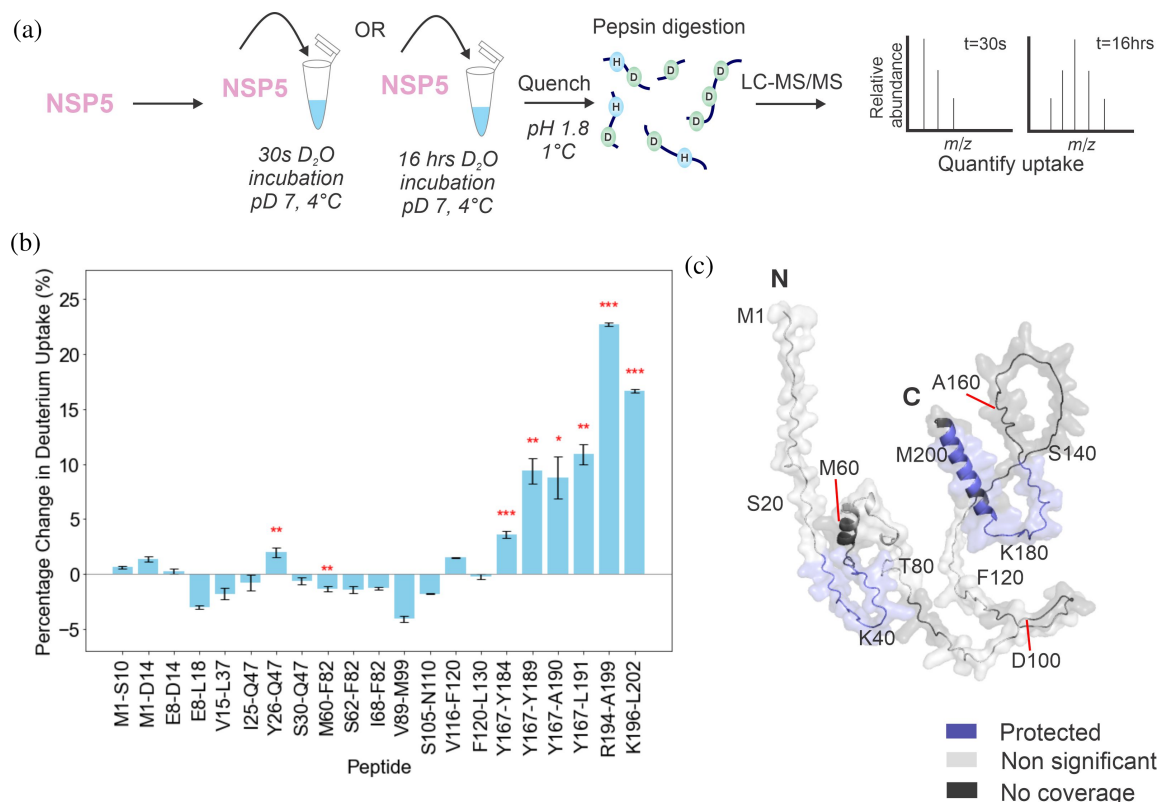 (a)
NSP5
NSP5
OR
NSP5
30s D₂O
incubation
pD 7, 4°C
16 hrs D₂O
incubation
pD 7, 4°C
Quench
pH 1.8
1°C
Pepsin digestion
H
D
D
D
H
D
D
D
D
H
LC-MS/MS
Relative
abundance
t=30s
t=16hrs
m/z
m/z
Quantify uptake
(b)
Percentage Change in Deuterium Uptake (%)
25
20
15
10
5
0
−5
**
**
***
**
*
**
***
***
M1-S10
M1-D14
E8-D14
E8-L18
V15-L37
I25-Q47
Y26-Q47
S30-Q47
M60-F82
S62-F82
I68-F82
V89-M99
S105-N110
V116-F120
F120-L130
Y167-Y184
Y167-Y189
Y167-A190
Y167-L191
R194-A199
K196-L202
Peptide
(c)
N
M1
A160
C
M200
S140
M60
S20
K180
T80
F120
K40
D100
Protected
Non significant
No coverage